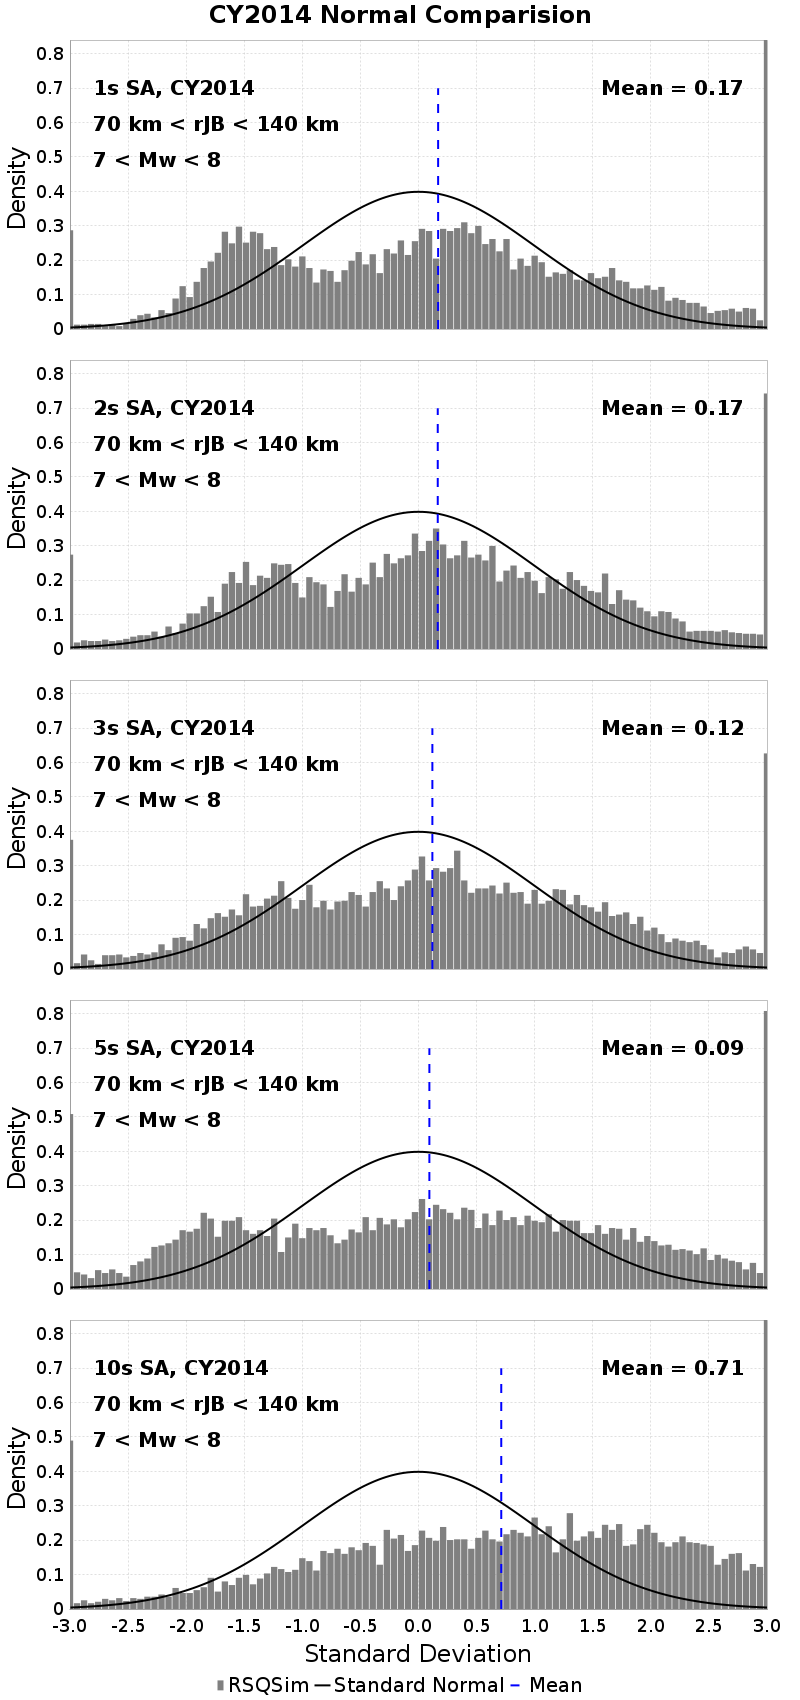 CY2014 Normal Comparision
0.8
1s SA, CY2014 Mean = 0.17
0.7
70 km < rJB < 140 km
0.6
7 < Mw < 8
0.5
0.4
0.3
0.2
0.1
0
Density
0.8
2s SA, CY2014 Mean = 0.17
0.7
70 km < rJB < 140 km
0.6
7 < Mw < 8
0.5
0.4
0.3
0.2
0.1
0
Density
0.8
3s SA, CY2014 Mean = 0.12
0.7
70 km < rJB < 140 km
0.6
7 < Mw < 8
0.5
0.4
0.3
0.2
0.1
0
Density
0.8
5s SA, CY2014 Mean = 0.09
0.7
70 km < rJB < 140 km
0.6
7 < Mw < 8
0.5
0.4
0.3
0.2
0.1
0
Density
0.8
10s SA, CY2014 Mean = 0.71
0.7
70 km < rJB < 140 km
0.6
7 < Mw < 8
0.5
0.4
0.3
0.2
0.1
0
Density
-3.0 -2.5 -2.0 -1.5 -1.0 -0.5 0.0 0.5 1.0 1.5 2.0 2.5 3.0
Standard Deviation
RSQSim Standard Normal Mean